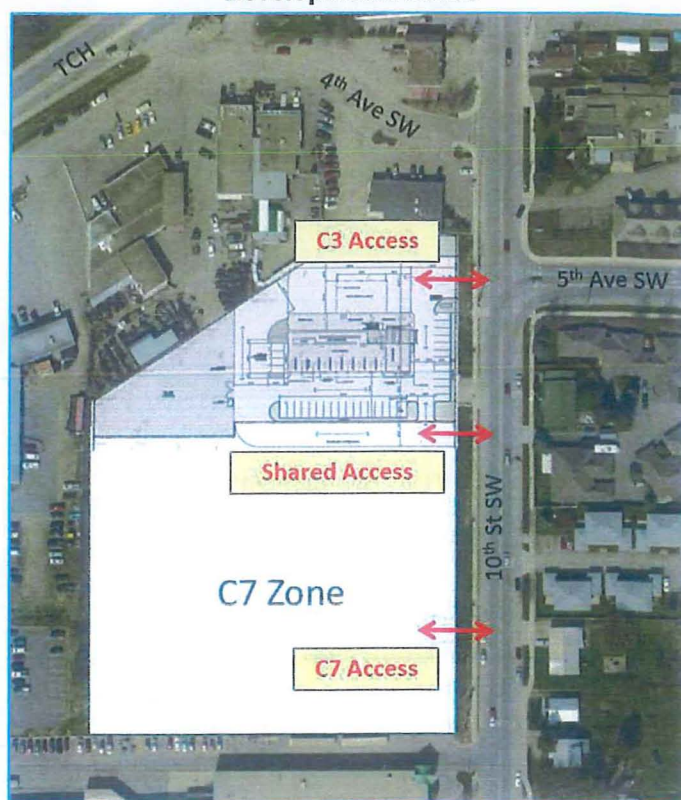 TCH
4th Ave SW
C3 Access
5th Ave SW
Shared Access
10th St SW
C7 Zone
C7 Access